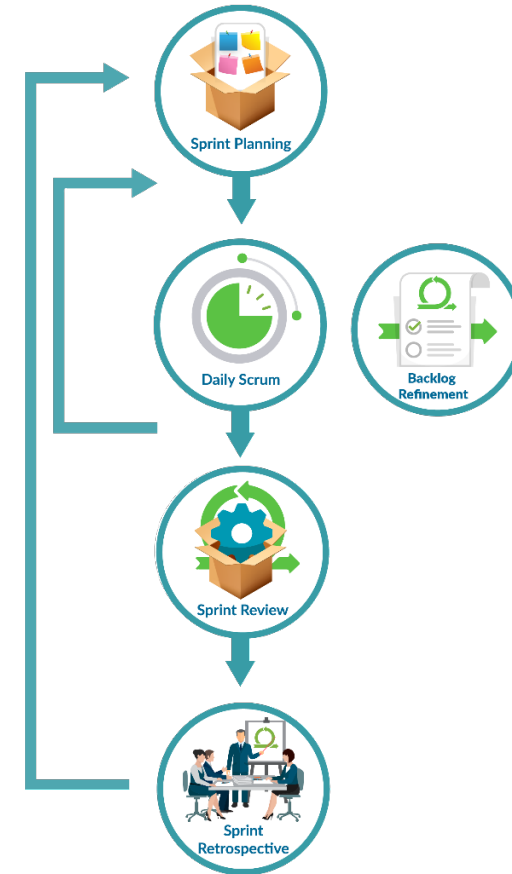 Sprint Planning
Daily Scrum
Backlog
Refinement
Sprint Review
Sprint
Retrospective